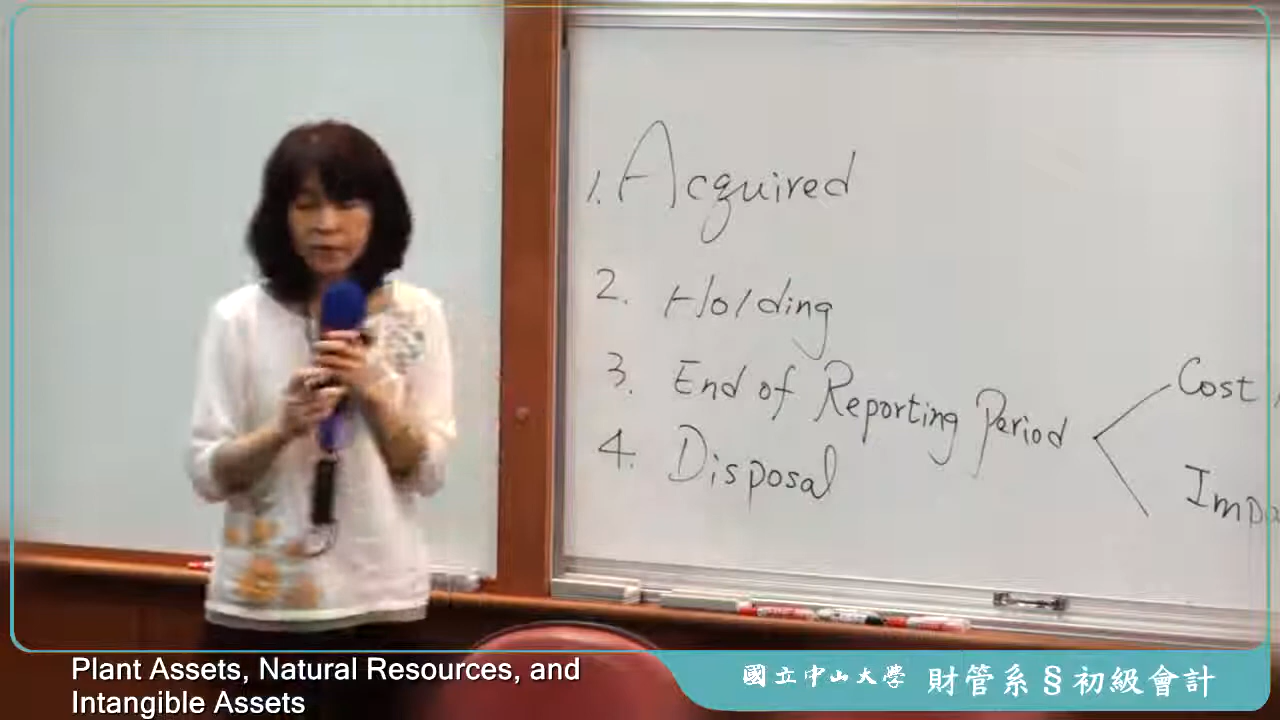 1. Acquired
2. Holding
3. End of Reporting Period
Cost
4. Disposal
Plant Assets, Natural Resources, and
Intangible Assets
國立中山大學 財管系§初級會計